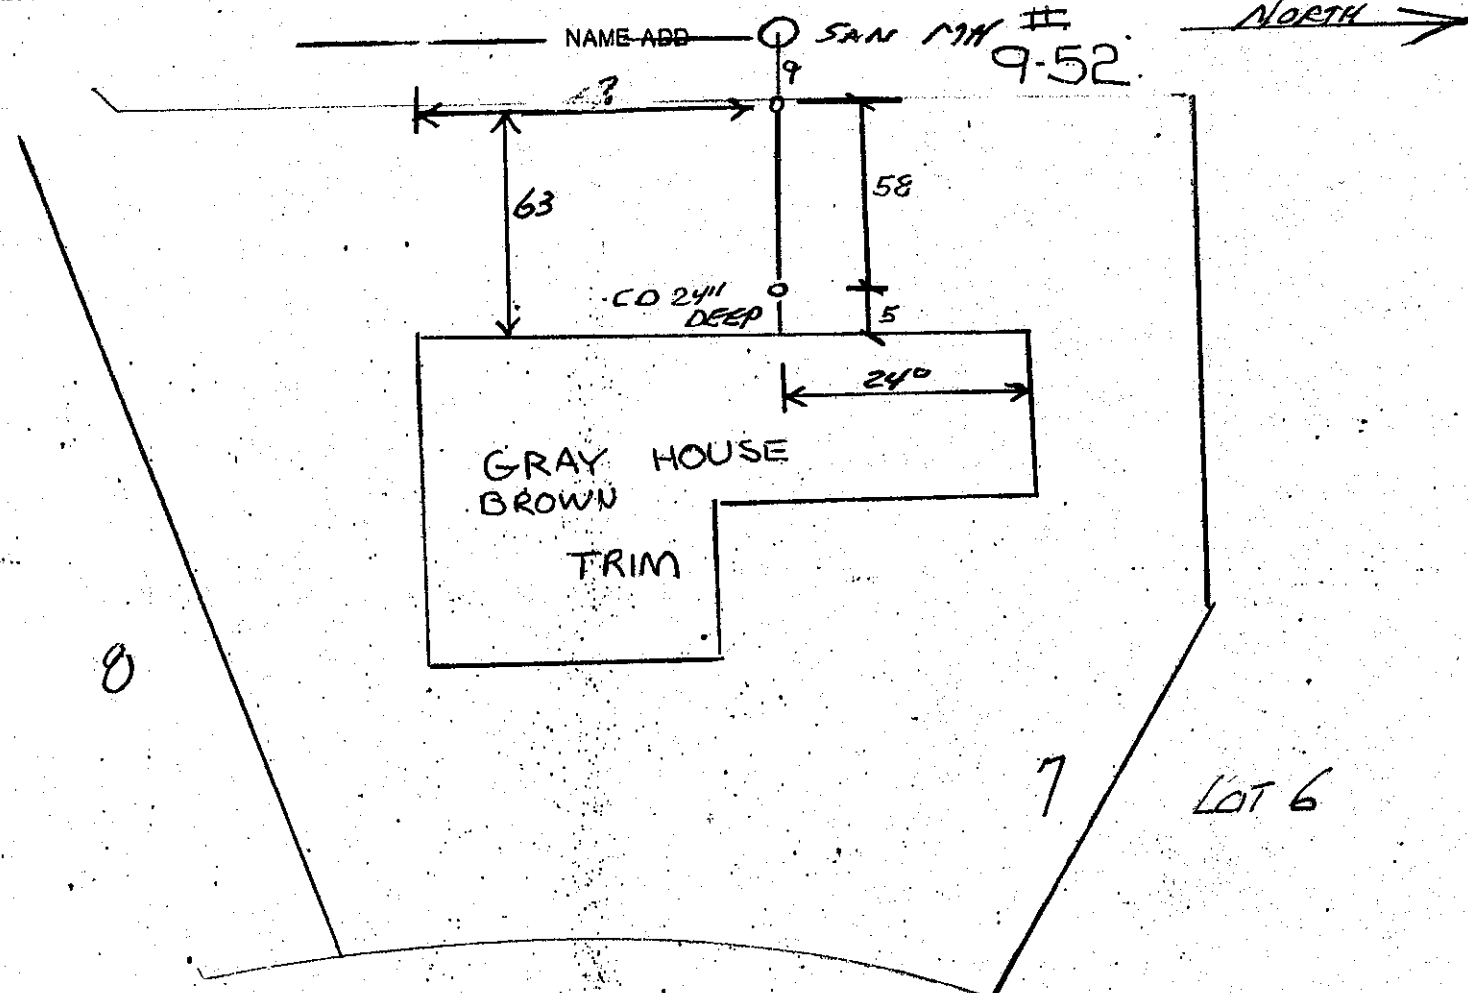 NAME ADD
SAN MH #
9-52
NORTH
9
?
63
58
CO 24"
DEEP
5
24°
GRAY HOUSE
BROWN
TRIM
8
7
LOT 6